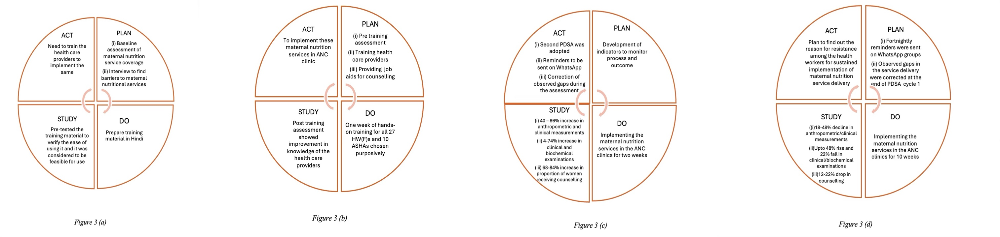 ACT
Need to train the
health care
providers to
implement the
same
PLAN
(i) Baseline
assessment of
maternal nutrition
service coverage
(ii) Interview to find
barriers to maternal
nutritional services
STUDY
Pre-tested the
training material to
verify the ease of
using it and it was
considered to be
feasible for use
DO
Prepare training
material in Hindi
Figure 3 (a)
ACT
To implement these
maternal nutrition
services in ANC
clinic
PLAN
(i) Pre training
assessment
(ii) Training health
care providers
(iii) Providing job
aids for counselling
STUDY
Post training
assessment
showed
improvement in
knowledge of the
health care
providers
DO
One week of hands-
on training for all 27
HW(F)s and 10
ASHAs chosen
purposively
Figure 3 (b)
ACT
(i) Second PDSA was
adopted
(ii) Reminders to be
sent on WhatsApp
(iii) Correction of
observed gaps during
the assessment
PLAN
Development of
indicators to monitor
process and
outcome
STUDY
(i) 40 – 86% increase in
anthropometric and
clinical measurements
(ii) 4-74% increase in
clinical and
biochemical
examinations
(iii) 68-84% increase in
proportion of women
receiving counselling
DO
Implementing the
maternal nutrition
services in the ANC
clinics for two weeks
Figure 3 (c)
ACT
Plan to find out the
reason for resistance
among the health
workers for sustained
implementation of
maternal nutrition
service delivery
PLAN
(i) Fortnightly
reminders were sent
on WhatsApp groups
(ii) Observed gaps in
the service delivery
were corrected at the
end of PDSA cycle 1
STUDY
((i)18-48% decline in
anthropometric/clinical
measurements
(ii)Upto 48% rise and
22% fall in
clinical/biochemical
examinations
(iii)12-22% drop in
counselling
DO
Implementing the
maternal nutrition
services in the ANC
clinics for 10 weeks
Figure 3 (d)